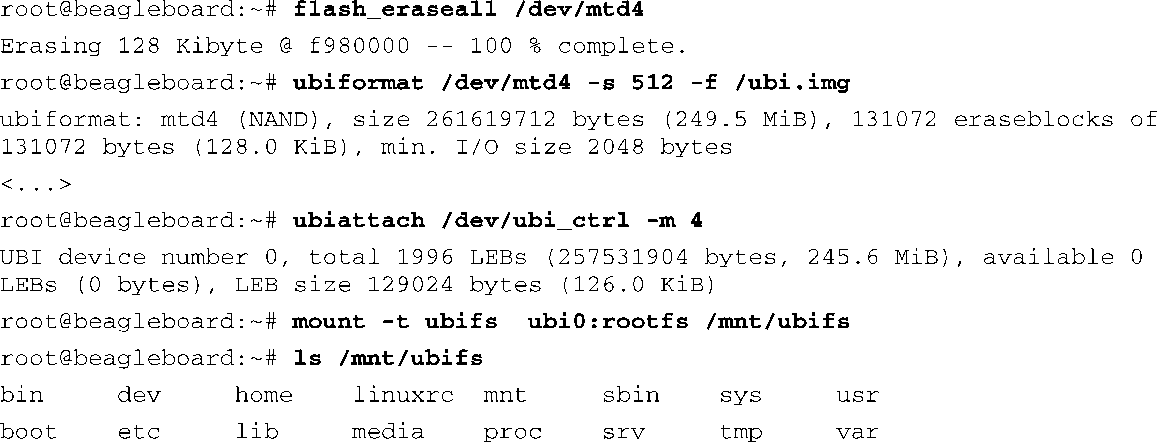 root@beagleboard:~# flash_eraseall /dev/mtd4
Erasing 128 Kibyte @ f980000 -- 100 % complete.
root@beagleboard:~# ubiformat /dev/mtd4 -s 512 -f /ubi.img
ubiformat: mtd4 (NAND), size 261619712 bytes (249.5 MiB), 131072 eraseblocks of
131072 bytes (128.0 KiB), min. I/O size 2048 bytes
<...>
root@beagleboard:~# ubiattach /dev/ubi_ctrl -m 4
UBI device number 0, total 1996 LEBs (257531904 bytes, 245.6 MiB), available 0
LEBs (0 bytes), LEB size 129024 bytes (126.0 KiB)
root@beagleboard:~# mount -t ubifs  ubi0:rootfs /mnt/ubifs
root@beagleboard:~# ls /mnt/ubifs
bin dev home linuxrc mnt sbin sys usr
boot etc lib media proc srv tmp var